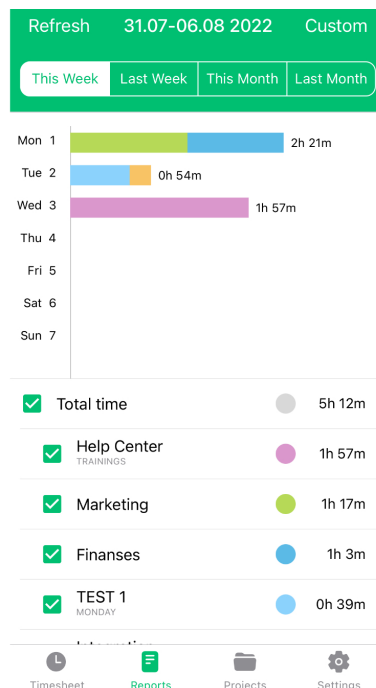 Refresh 31.07-06.08 2022 Custom
This Week Last Week This Month Last Month
Mon 1 2h 21m
Tue 2 0h 54m
Wed 3 1h 57m
Thu 4
Fri 5
Sat 6
Sun 7
Total time 5h 12m
Help Center 1h 57m
TRAININGS
Marketing 1h 17m
Finanses 1h 3m
TEST 1 0h 39m
MONDAY
Timesheet Reports Projects Settings